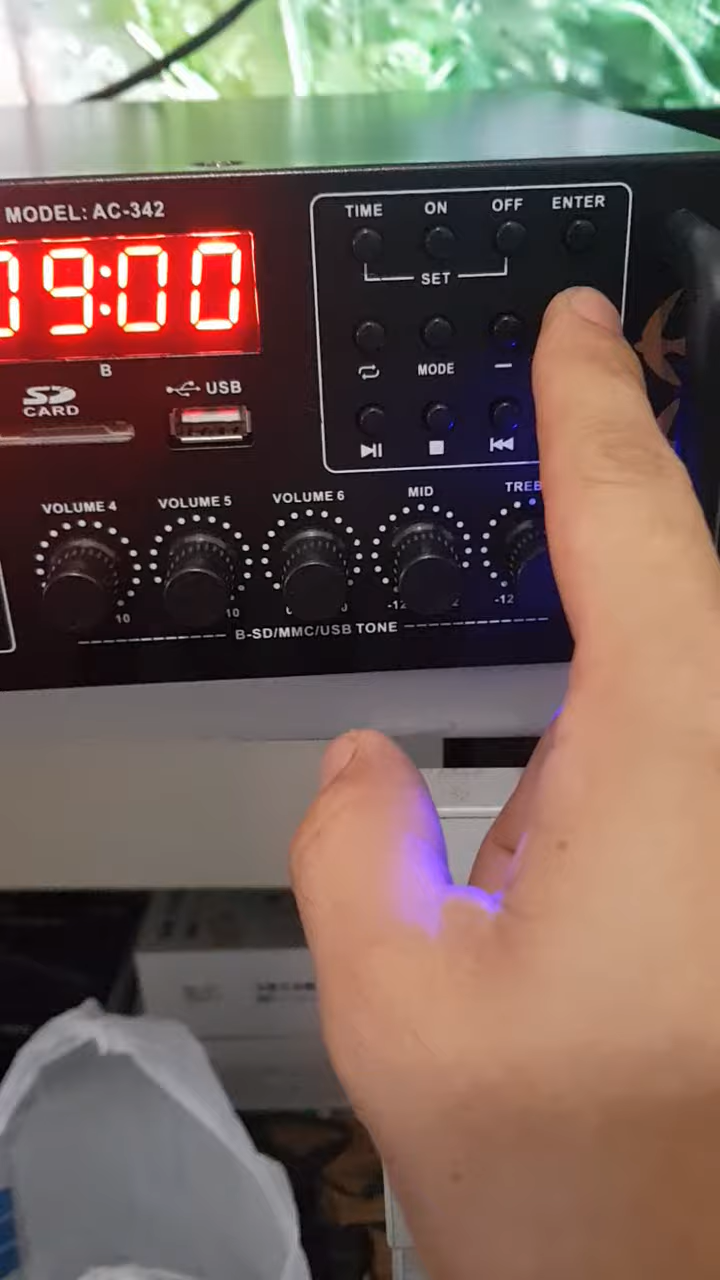 MODEL: AC-342
TIME ON OFF ENTER
SET
09:00
B
SD
CARD
USB
MODE
VOLUME 4 VOLUME 5 VOLUME 6 MID TREB
10 10 -12
B-SD/MMC/USB TONE